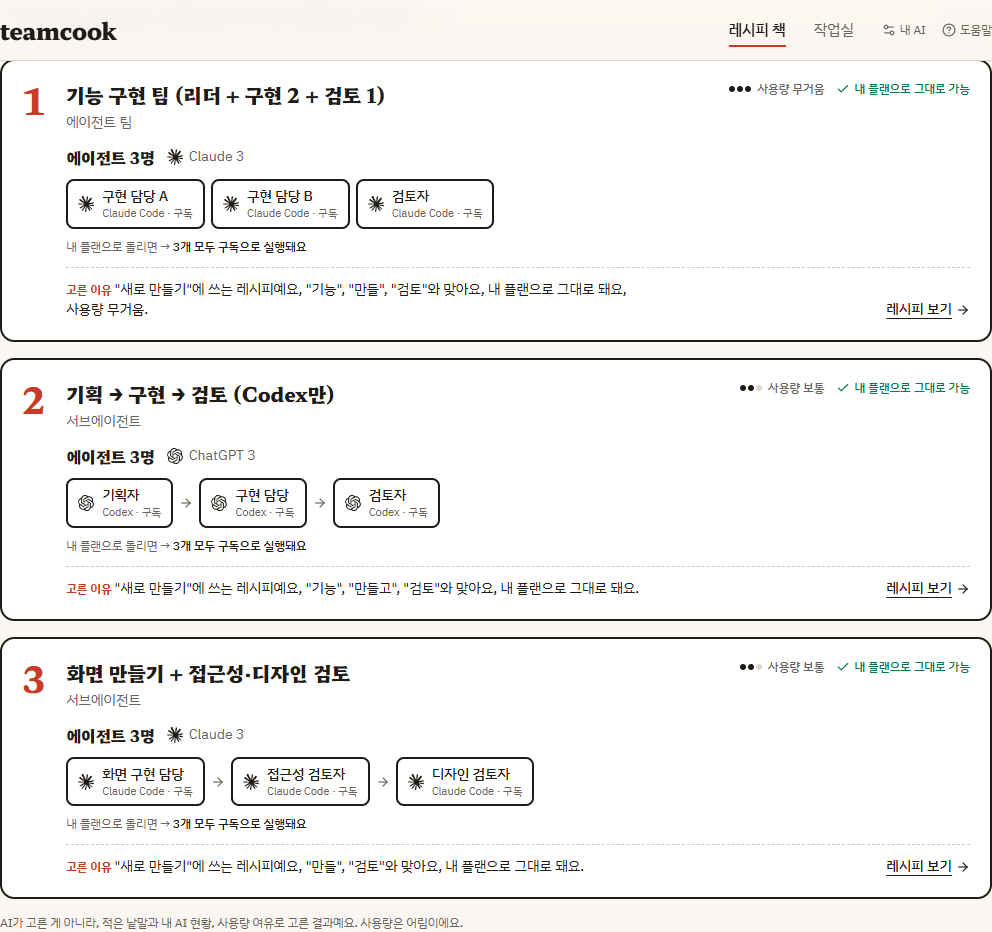 teamcook
레시피 책 작업실 내 AI 도움말
1 기능 구현 팀 (리더 + 구현 2 + 검토 1) 사용량 무거움 내 플랜으로 그대로 가능
에이전트 팀
에이전트 3명 Claude 3
구현 담당 A 구현 담당 B 검토자
Claude Code · 구독 Claude Code · 구독 Claude Code · 구독
내 플랜으로 돌리면 → 3개 모두 구독으로 실행돼요
고른 이유 "새로 만들기"에 쓰는 레시피예요, "기능", "만들", "검토"와 맞아요, 내 플랜으로 그대로 돼요,
사용량 무거움. 레시피 보기 →
2 기획 → 구현 → 검토 (Codex만) 사용량 보통 내 플랜으로 그대로 가능
서브에이전트
에이전트 3명 ChatGPT 3
기획자 → 구현 담당 → 검토자
Codex · 구독 Codex · 구독 Codex · 구독
내 플랜으로 돌리면 → 3개 모두 구독으로 실행돼요
고른 이유 "새로 만들기"에 쓰는 레시피예요, "기능", "만들고", "검토"와 맞아요, 내 플랜으로 그대로 돼요. 레시피 보기 →
3 화면 만들기 + 접근성·디자인 검토 사용량 보통 내 플랜으로 그대로 가능
서브에이전트
에이전트 3명 Claude 3
화면 구현 담당 → 접근성 검토자 → 디자인 검토자
Claude Code · 구독 Claude Code · 구독 Claude Code · 구독
내 플랜으로 돌리면 → 3개 모두 구독으로 실행돼요
고른 이유 "새로 만들기"에 쓰는 레시피예요, "만들", "검토"와 맞아요, 내 플랜으로 그대로 돼요. 레시피 보기 →
AI가 고른 게 아니라, 적은 낱말과 내 AI 현황, 사용량 여유로 고른 결과예요. 사용량은 어림이에요.